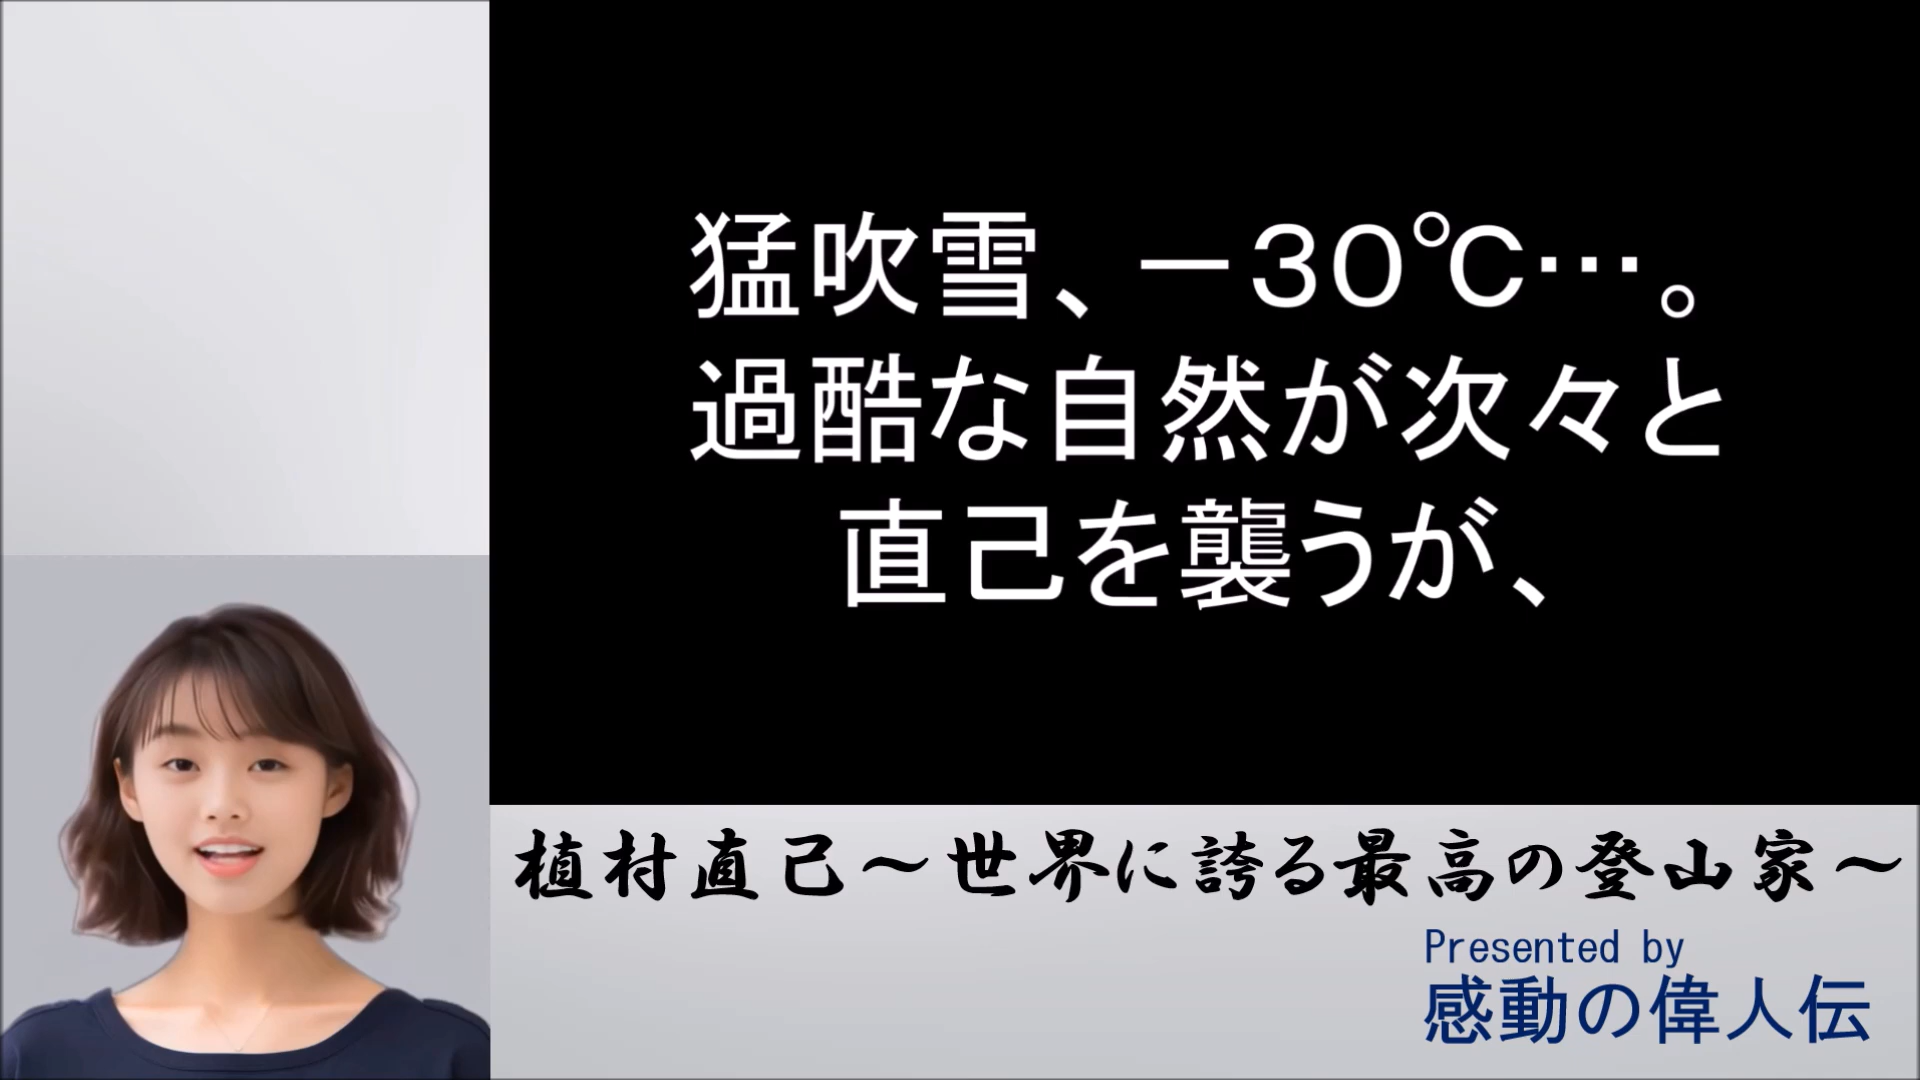 猛吹雪、－３０℃…。
過酷な自然が次々と
直己を襲うが、
植村直己～世界に誇る最高の登山家～
Presented by
感動の偉人伝